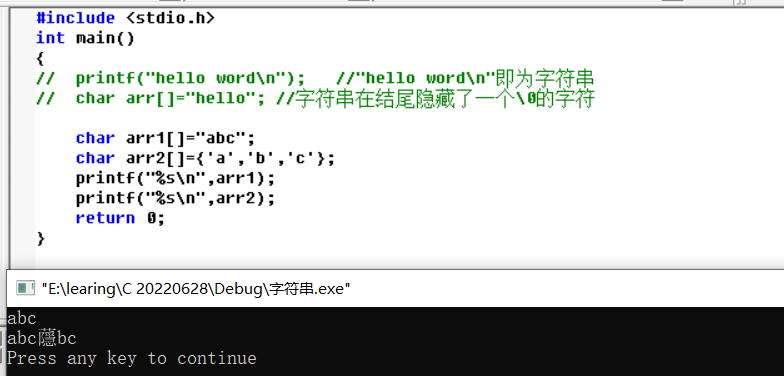 #include <stdio.h>
int main()
{
//  printf("hello word\n");   //"hello word\n"即为字符串
//  char arr[]="hello"; //字符串在结尾隐藏了一个\0的字符
    char arr1[]="abc";
    char arr2[]={'a','b','c'};
    printf("%s\n",arr1);
    printf("%s\n",arr2);
    return 0;
}
"E:\learing\C 20220628\Debug\字符串.exe"
abc
abc蘟bc
Press any key to continue